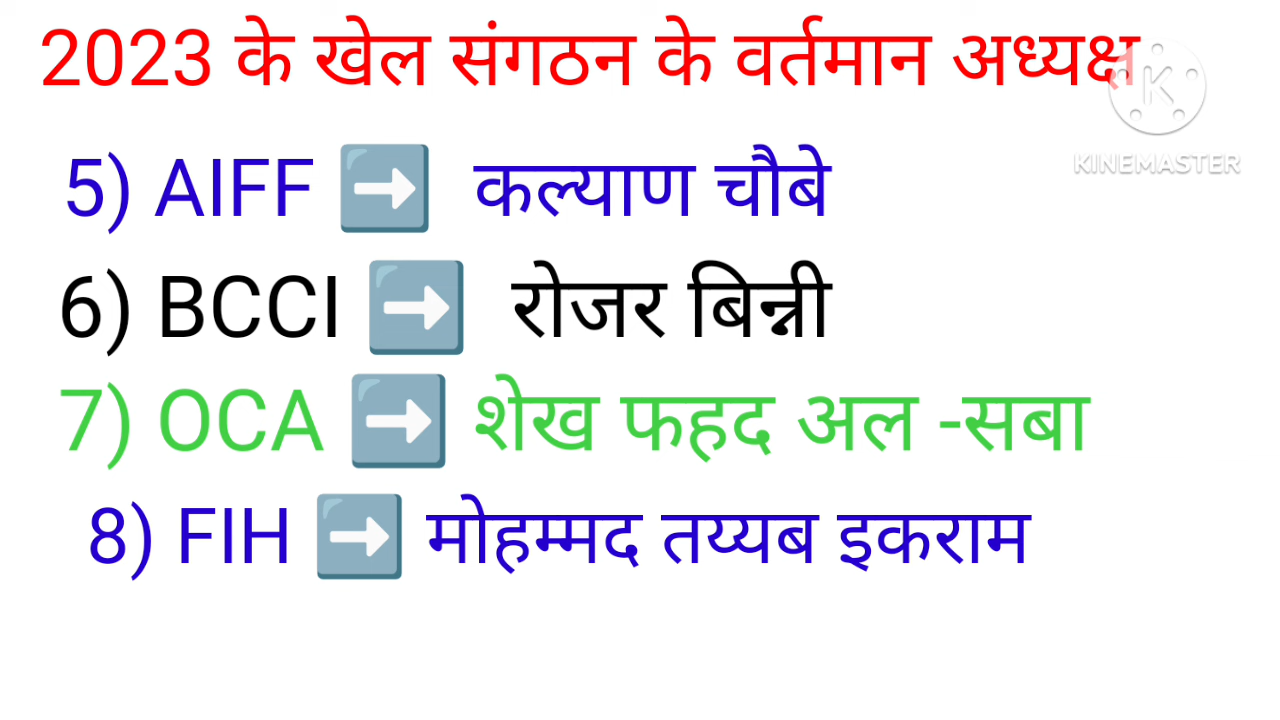 2023 के खेल संगठन के वर्तमान अध्यक्ष
KINEMASTER
5) AIFF ➡️ कल्याण चौबे
6) BCCI ➡️ रोजर बिन्नी
7) OCA ➡️ शेख फहद अल -सबा
8) FIH ➡️ मोहम्मद तय्यब इकराम